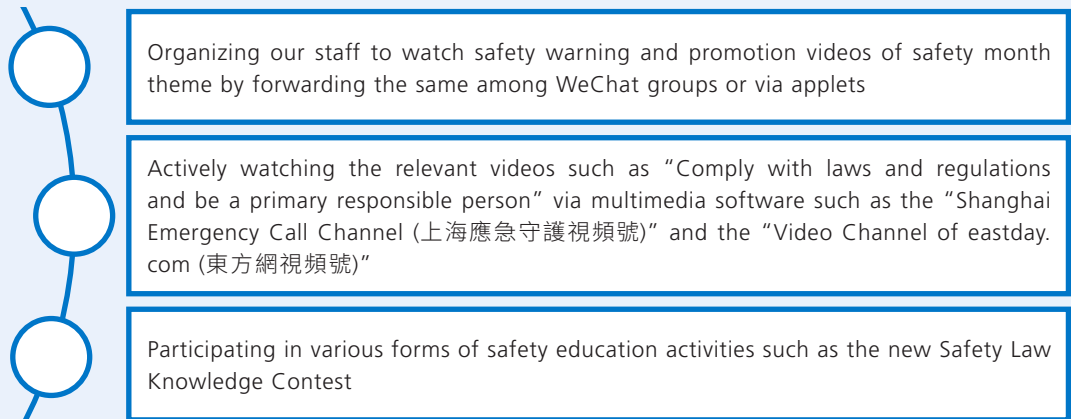 Organizing our staff to watch safety warning and promotion videos of safety month
theme by forwarding the same among WeChat groups or via applets
Actively watching the relevant videos such as “Comply with laws and regulations
and be a primary responsible person” via multimedia software such as the “Shanghai
Emergency Call Channel (上海應急守護視頻號)” and the “Video Channel of eastday.
com (東方網視頻號)”
Participating in various forms of safety education activities such as the new Safety Law
Knowledge Contest